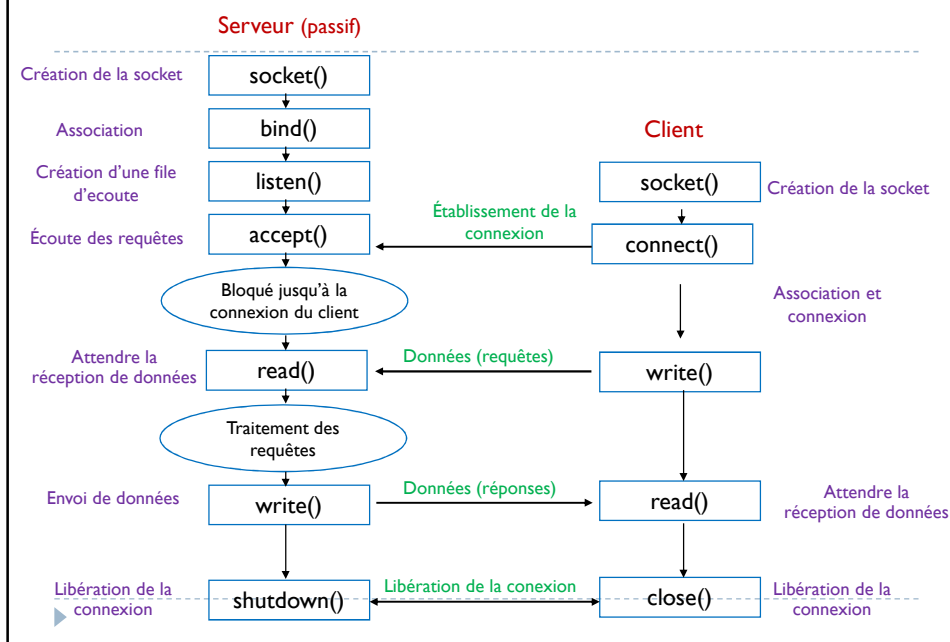 Serveur (passif)
Création de la socket
socket()
Association
bind()
Client
Création d'une file
d'ecoute
listen()
socket()
Création de la socket
Établissement de la
connexion
Écoute des requêtes
accept()
connect()
Bloqué jusqu'à la
connexion du client
Association et
connexion
Attendre la
réception de données
read()
Données (requêtes)
write()
Traitement des
requêtes
Envoi de données
write()
Données (réponses)
read()
Attendre la
réception de données
Libération de la
connexion
shutdown()
Libération de la conexion
close()
Libération de la
connexion